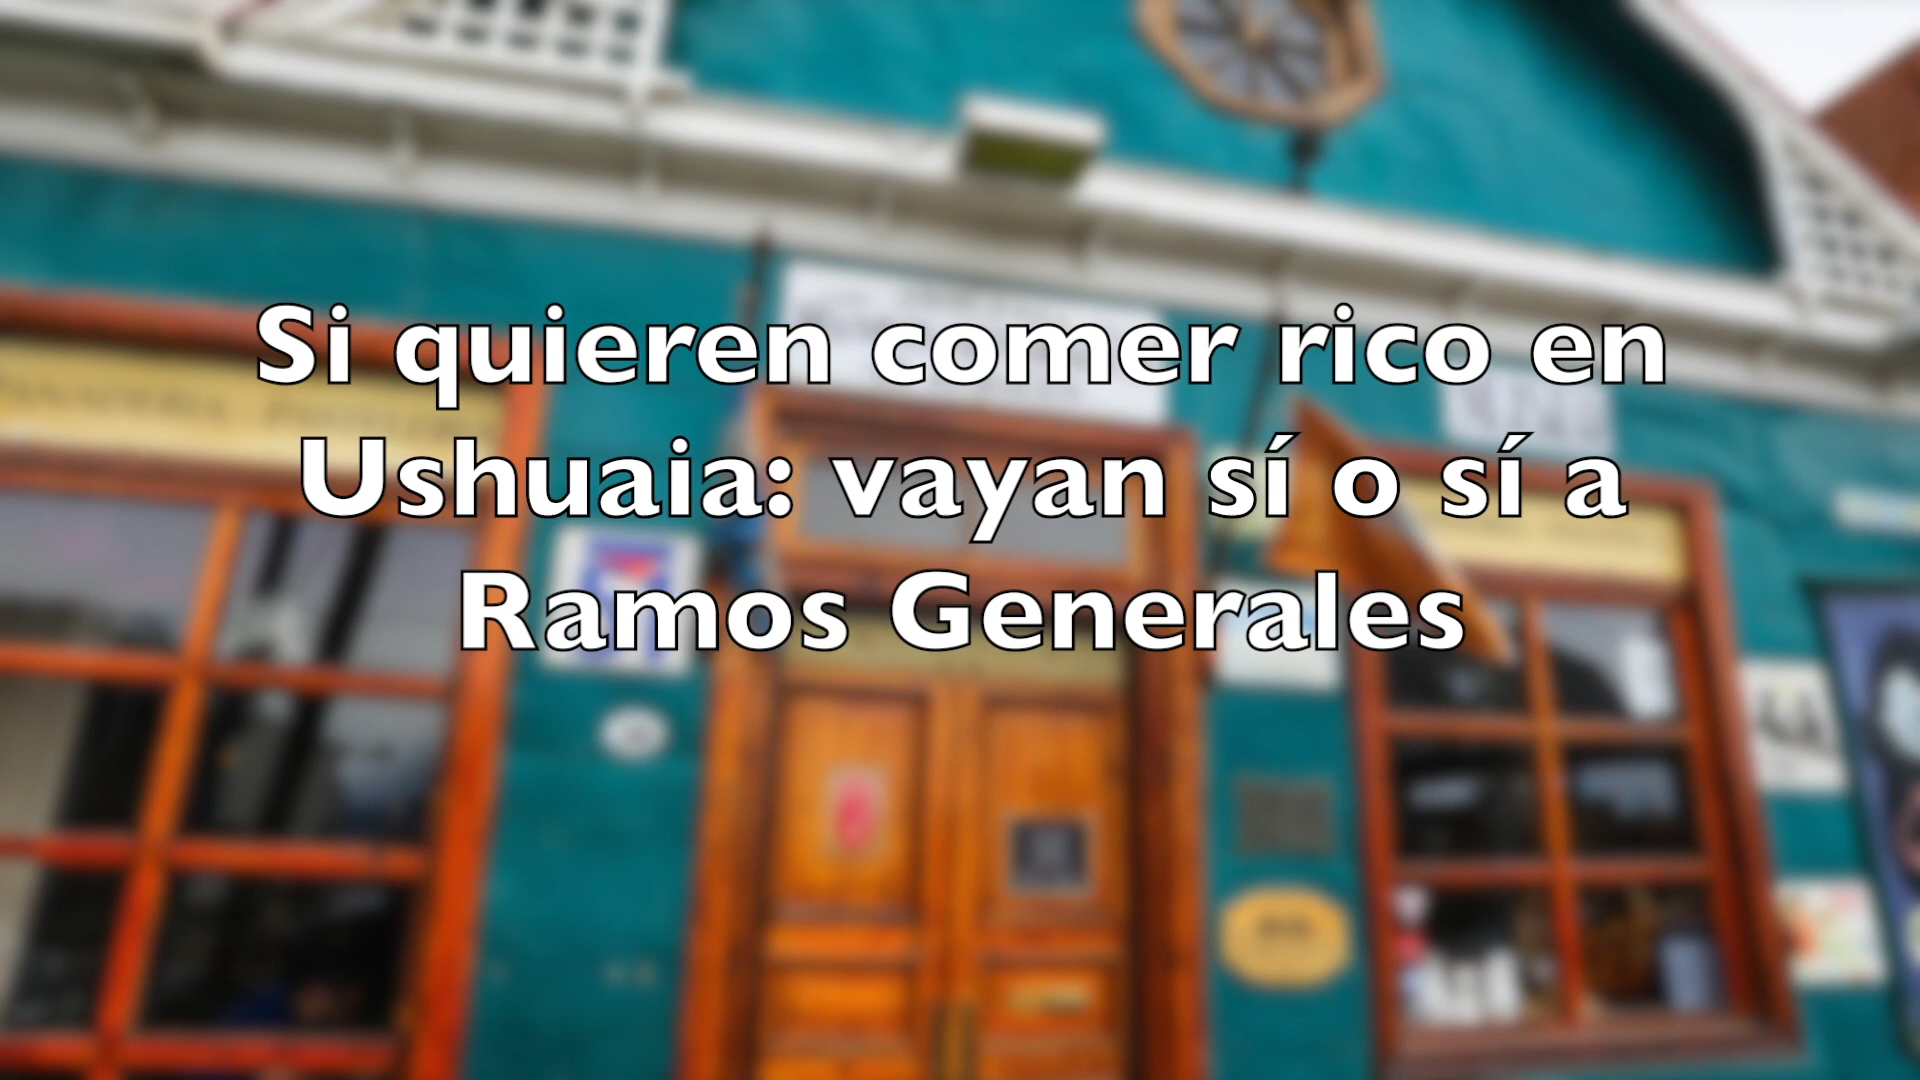 Si quieren comer rico en
Ushuaia: vayan sí o sí a
Ramos Generales